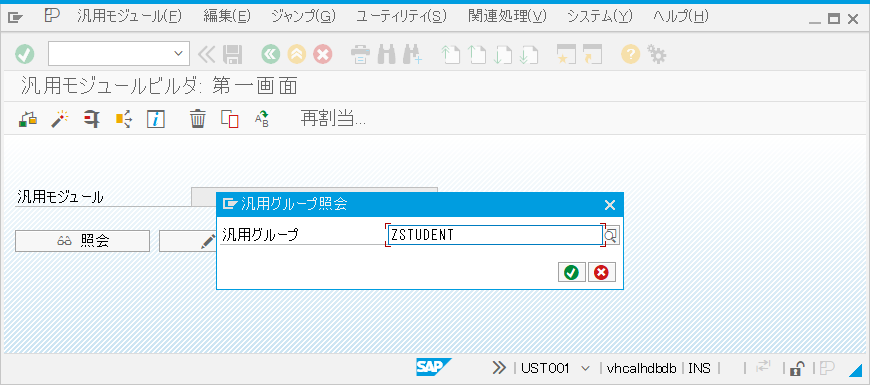 汎用モジュール(F) 編集(E) ジャンプ(G) ユーティリティ(S) 関連処理(V) システム(Y) ヘルプ(H)
汎用モジュールビルダ: 第一画面
再割当...
汎用モジュール
汎用グループ照会
照会
汎用グループ ZSTUDENT
SAP UST001 vhcalhdbdb INS